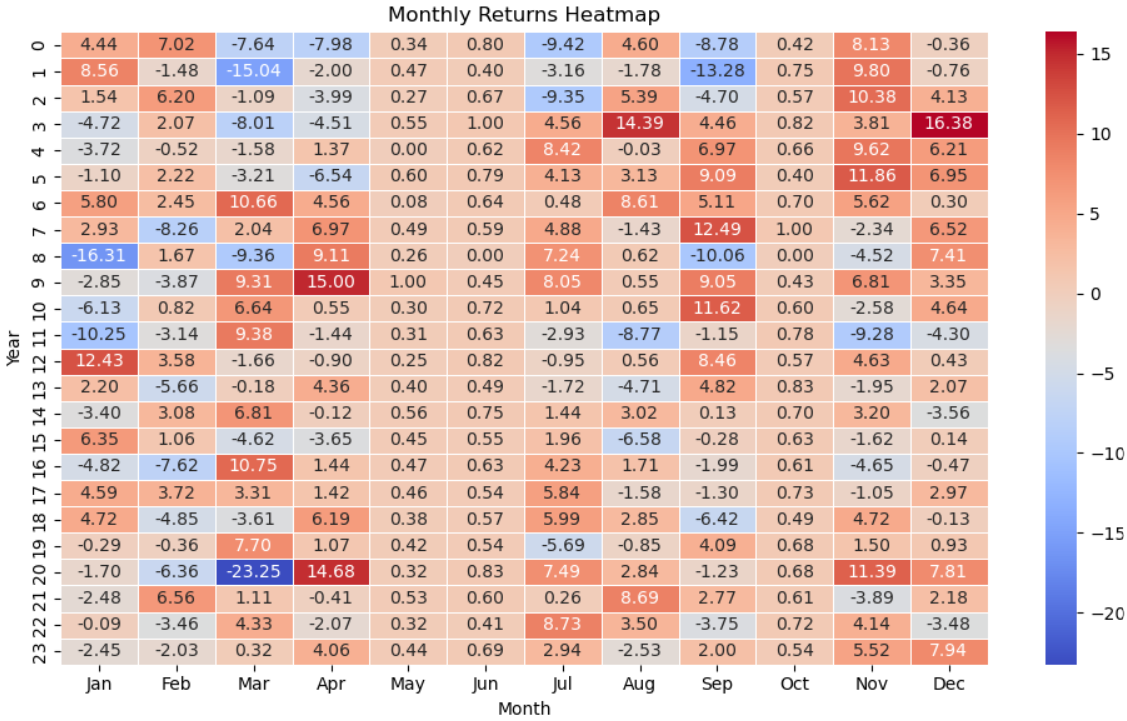 Monthly Returns Heatmap
0 4.44 7.02 -7.64 -7.98 0.34 0.80 -9.42 4.60 -8.78 0.42 8.13 -0.36
1 8.56 -1.48 -15.04 -2.00 0.47 0.40 -3.16 -1.78 -13.28 0.75 9.80 -0.76
2 1.54 6.20 -1.09 -3.99 0.27 0.67 -9.35 5.39 -4.70 0.57 10.38 4.13
3 -4.72 2.07 -8.01 -4.51 0.55 1.00 4.56 14.39 4.46 0.82 3.81 16.38
4 -3.72 -0.52 -1.58 1.37 0.00 0.62 8.42 -0.03 6.97 0.66 9.62 6.21
5 -1.10 2.22 -3.21 -6.54 0.60 0.79 4.13 3.13 9.09 0.40 11.86 6.95
6 5.80 2.45 10.66 4.56 0.08 0.64 0.48 8.61 5.11 0.70 5.62 0.30
7 2.93 -8.26 2.04 6.97 0.49 0.59 4.88 -1.43 12.49 1.00 -2.34 6.52
8 -16.31 1.67 -9.36 9.11 0.26 0.00 7.24 0.62 -10.06 0.00 -4.52 7.41
9 -2.85 -3.87 9.31 15.00 1.00 0.45 8.05 0.55 9.05 0.43 6.81 3.35
10 -6.13 0.82 6.64 0.55 0.30 0.72 1.04 0.65 11.62 0.60 -2.58 4.64
11 -10.25 -3.14 9.38 -1.44 0.31 0.63 -2.93 -8.77 -1.15 0.78 -9.28 -4.30
12 12.43 3.58 -1.66 -0.90 0.25 0.82 -0.95 0.56 8.46 0.57 4.63 0.43
13 2.20 -5.66 -0.18 4.36 0.40 0.49 -1.72 -4.71 4.82 0.83 -1.95 2.07
14 -3.40 3.08 6.81 -0.12 0.56 0.75 1.44 3.02 0.13 0.70 3.20 -3.56
15 6.35 1.06 -4.62 -3.65 0.45 0.55 1.96 -6.58 -0.28 0.63 -1.62 0.14
16 -4.82 -7.62 10.75 1.44 0.47 0.63 4.23 1.71 -1.99 0.61 -4.65 -0.47
17 4.59 3.72 3.31 1.42 0.46 0.54 5.84 -1.58 -1.30 0.73 -1.05 2.97
18 4.72 -4.85 -3.61 6.19 0.38 0.57 5.99 2.85 -6.42 0.49 4.72 -0.13
19 -0.29 -0.36 7.70 1.07 0.42 0.54 -5.69 -0.85 4.09 0.68 1.50 0.93
20 -1.70 -6.36 -23.25 14.68 0.32 0.83 7.49 2.84 -1.23 0.68 11.39 7.81
21 -2.48 6.56 1.11 -0.41 0.53 0.60 0.26 8.69 2.77 0.61 -3.89 2.18
22 -0.09 -3.46 4.33 -2.07 0.32 0.41 8.73 3.50 -3.75 0.72 4.14 -3.48
23 -2.45 -2.03 0.32 4.06 0.44 0.69 2.94 -2.53 2.00 0.54 5.52 7.94
Jan Feb Mar Apr May Jun Jul Aug Sep Oct Nov Dec
Month
Year
15
10
5
0
-5
-10
-15
-20